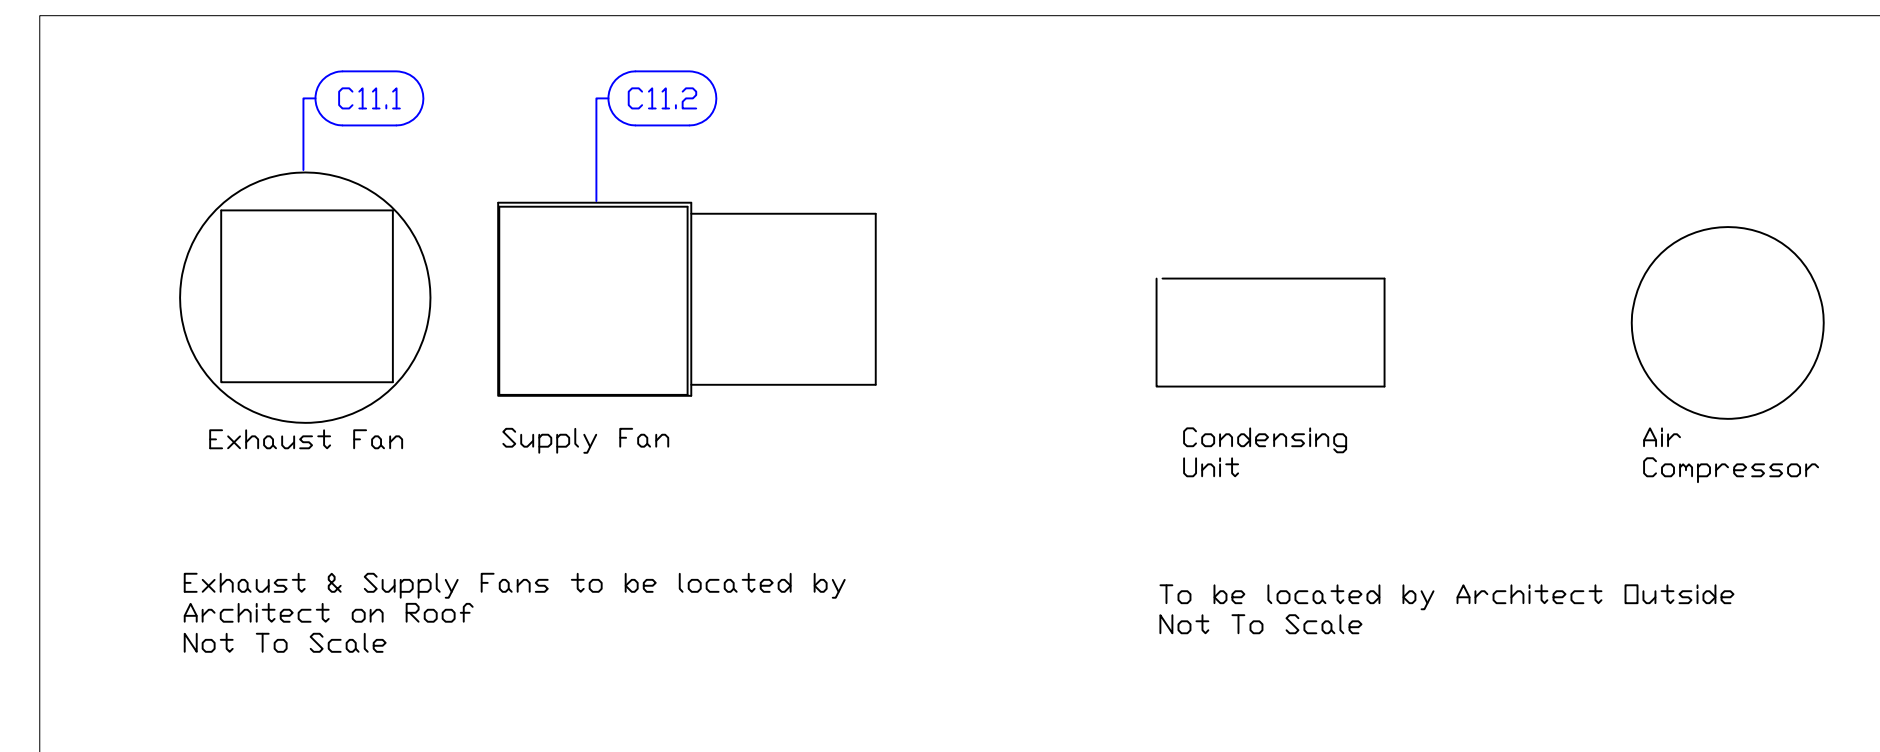 C11.1
C11.2
Exhaust Fan
Supply Fan
Condensing
Unit
Air
Compressor
Exhaust & Supply Fans to be located by
Architect on Roof
Not To Scale
To be located by Architect Outside
Not To Scale